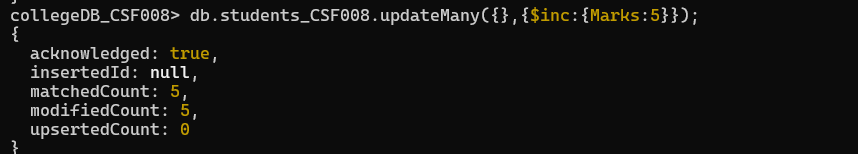 collegeDB_CSF008> db.students_CSF008.updateMany({},{$inc:{Marks:5}});
{
  acknowledged: true,
  insertedId: null,
  matchedCount: 5,
  modifiedCount: 5,
  upsertedCount: 0
}